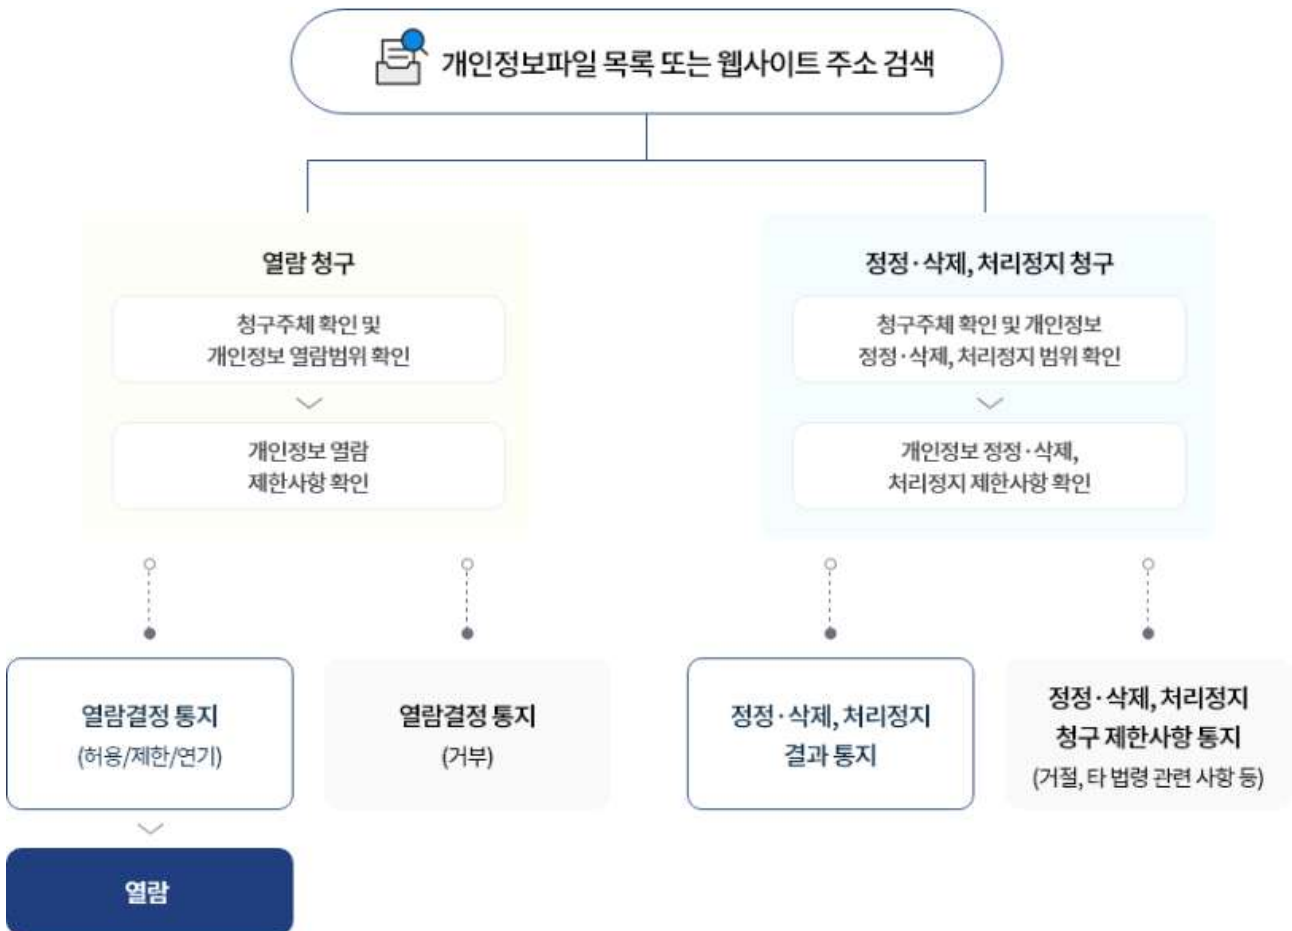 개인정보파일 목록 또는 웹사이트 주소 검색
열람 청구
청구주체 확인 및
개인정보 열람범위 확인
개인정보 열람
제한사항 확인
정정·삭제, 처리정지 청구
청구주체 확인 및 개인정보
정정·삭제, 처리정지 범위 확인
개인정보 정정·삭제,
처리정지 제한사항 확인
열람결정 통지
(허용/제한/연기)
열람
열람결정 통지
(거부)
정정·삭제, 처리정지
결과 통지
정정·삭제, 처리정지
청구 제한사항 통지
(거절, 타 법령 관련 사항 등)